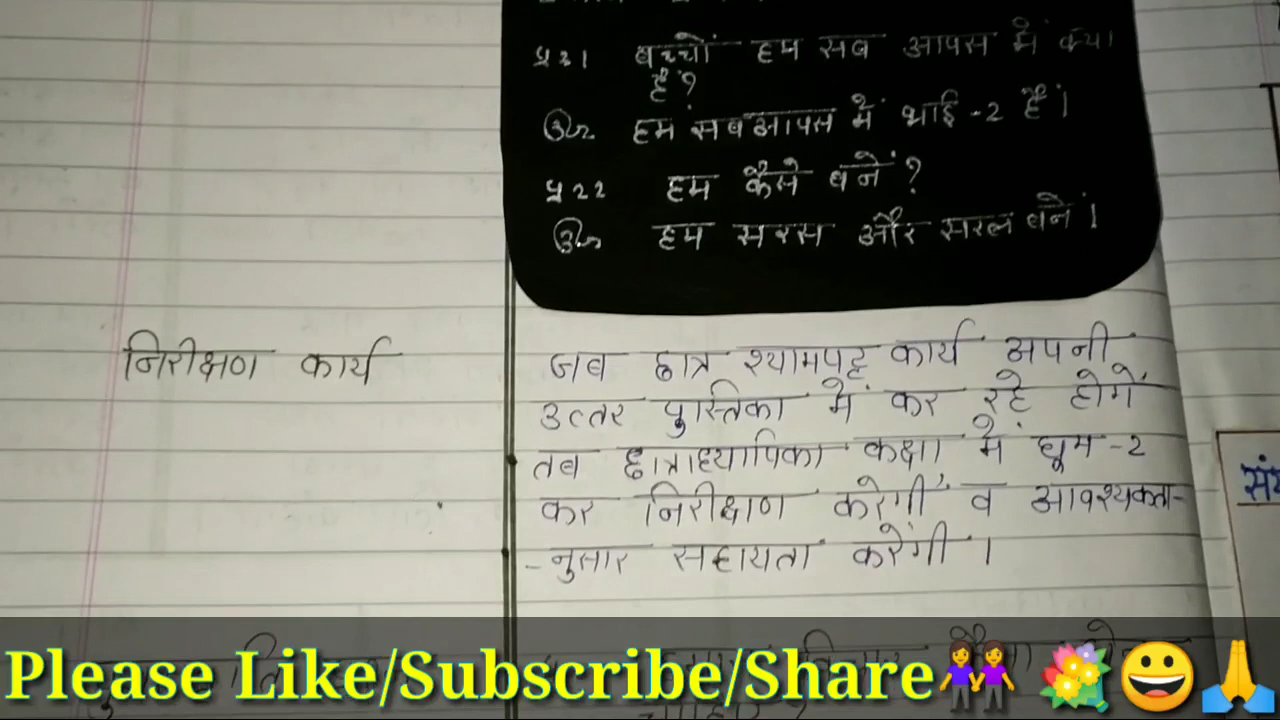 प्र21 बच्चों हम सब आपस में क्या
हैं?
उ० हम सब आपस में भाई-2 हैं।
प्र22 हम कैसे बनें?
उ० हम सरस और सरल बनें।
निरीक्षण कार्य
जब छात्र श्यामपट्ट कार्य अपनी
उत्तर पुस्तिका में कर रहे होगें
तब छात्राध्यापिका कक्षा में घूम-2
कर निरीक्षण करेगी व आवश्यकता-
-नुसार सहायता करेंगी।
Please Like/Subscribe/Share👭💐😀🙏